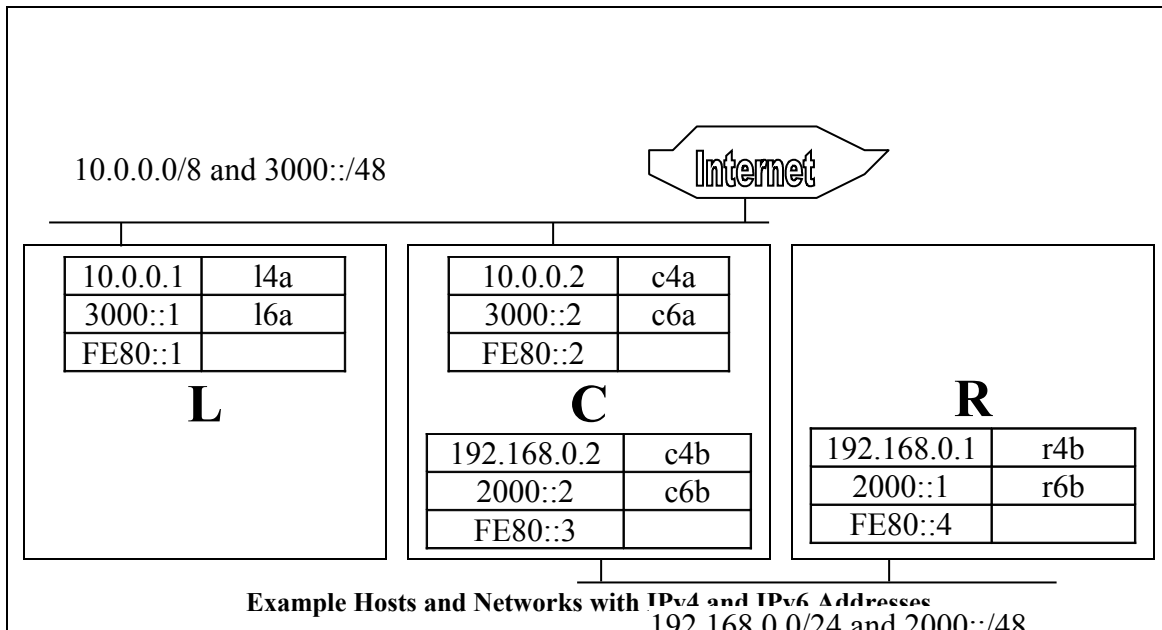 10.0.0.0/8 and 3000::/48
Internet
10.0.0.1 l4a
3000::1 l6a
FE80::1
L
10.0.0.2 c4a
3000::2 c6a
FE80::2
C
192.168.0.2 c4b
2000::2 c6b
FE80::3
R
192.168.0.1 r4b
2000::1 r6b
FE80::4
Example Hosts and Networks with IPv4 and IPv6 Addresses
192.168.0.0/24 and 2000::/48